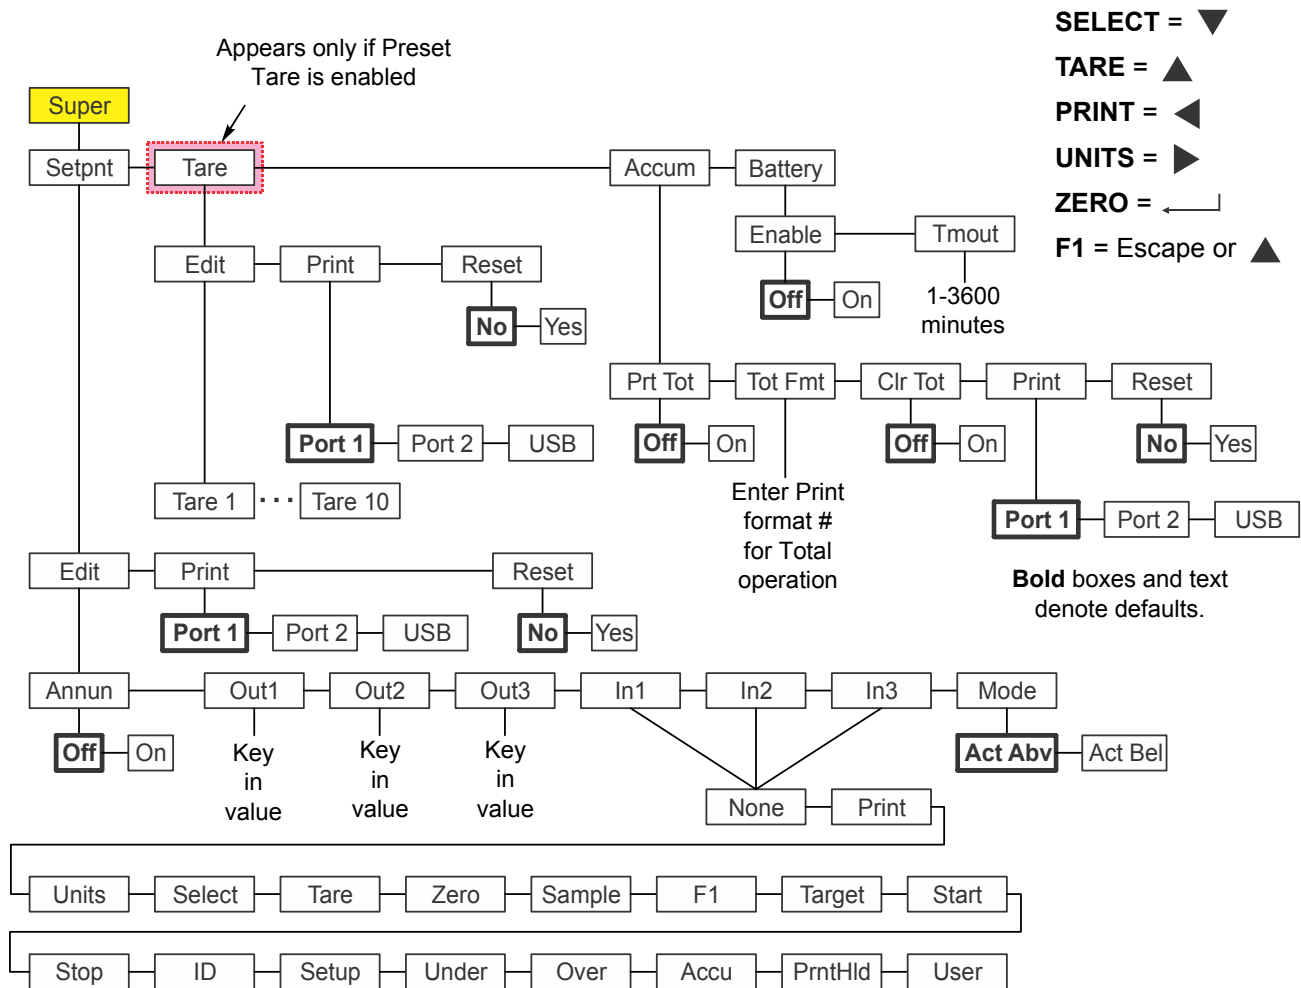 SELECT =
Appears only if Preset
Tare is enabled
TARE =
Super
PRINT =
Setpnt
Tare
Accum
Battery
UNITS =
ZERO =
Enable
Tmout
F1 = Escape or
Edit
Print
Reset
Off
On
1-3600
minutes
No
Yes
Prt Tot
Tot Fmt
Clr Tot
Print
Reset
Port 1
Port 2
USB
Off
On
Off
On
No
Yes
Tare 1
...
Tare 10
Enter Print
format #
for Total
operation
Port 1
Port 2
USB
Edit
Print
Reset
Bold boxes and text
denote defaults.
Port 1
Port 2
USB
No
Yes
Annun
Out1
Out2
Out3
In1
In2
In3
Mode
Off
On
Key
in
value
Key
in
value
Key
in
value
Act Abv
Act Bel
None
Print
Units
Select
Tare
Zero
Sample
F1
Target
Start
Stop
ID
Setup
Under
Over
Accu
PrntHld
User